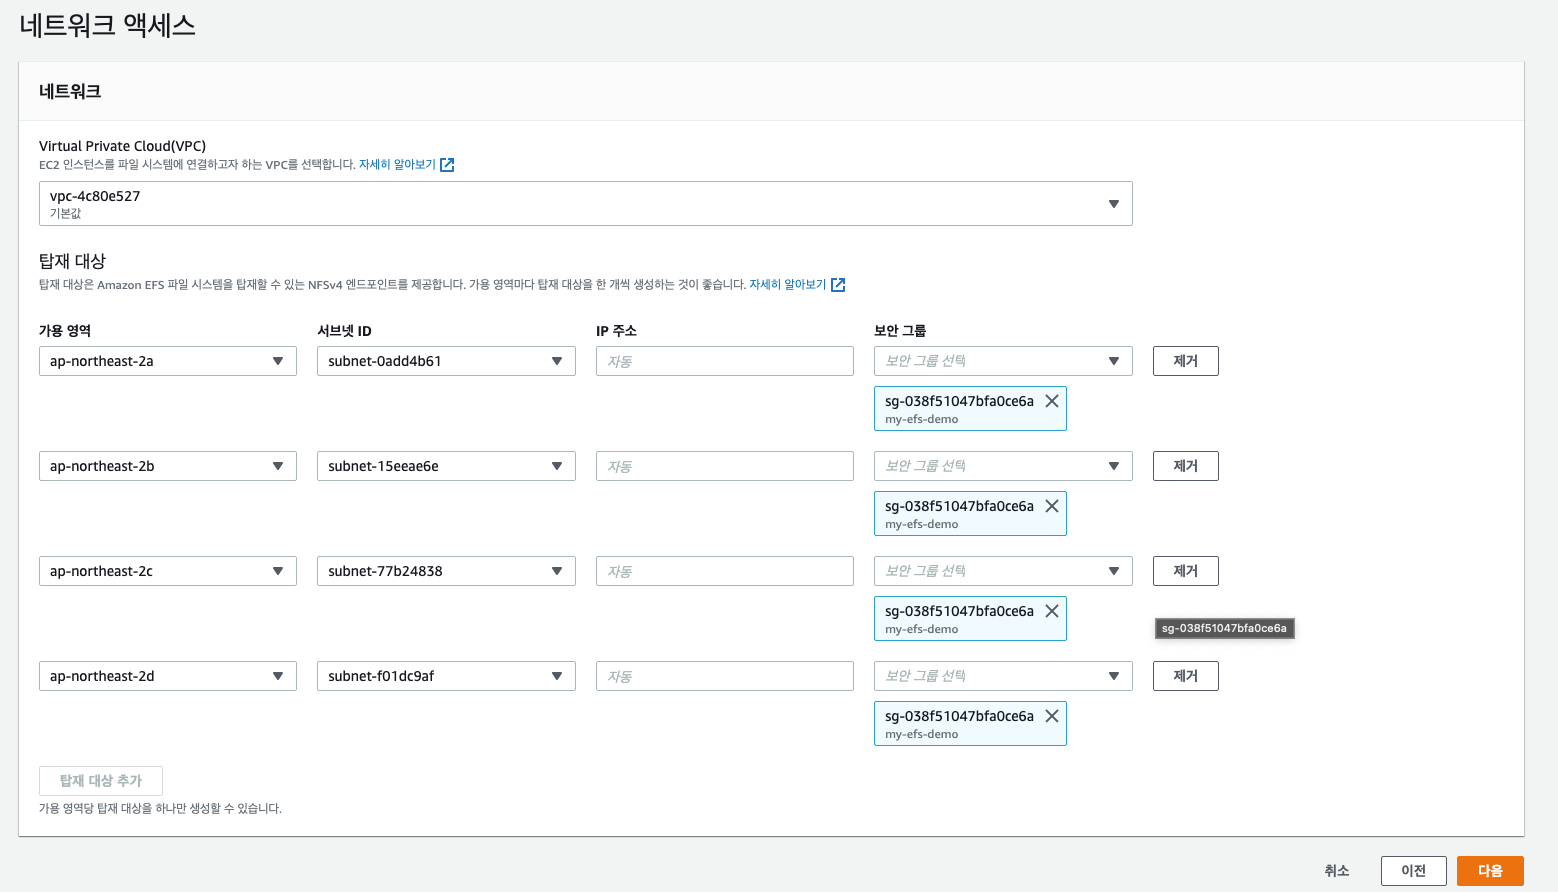 네트워크 액세스
네트워크
Virtual Private Cloud(VPC)
EC2 인스턴스를 파일 시스템에 연결하고자 하는 VPC를 선택합니다. 자세히 알아보기
vpc-4c80e527
기본값
탑재 대상
탑재 대상은 Amazon EFS 파일 시스템을 탑재할 수 있는 NFSv4 엔드포인트를 제공합니다. 가용 영역마다 탑재 대상을 한 개씩 생성하는 것이 좋습니다. 자세히 알아보기
가용 영역 서브넷 ID IP 주소 보안 그룹
ap-northeast-2a subnet-0add4b61 자동 보안 그룹 선택 제거
sg-038f51047bfa0ce6a
my-efs-demo
ap-northeast-2b subnet-15eeae6e 자동 보안 그룹 선택 제거
sg-038f51047bfa0ce6a
my-efs-demo
ap-northeast-2c subnet-77b24838 자동 보안 그룹 선택 제거
sg-038f51047bfa0ce6a
my-efs-demo
sg-038f51047bfa0ce6a
ap-northeast-2d subnet-f01dc9af 자동 보안 그룹 선택 제거
sg-038f51047bfa0ce6a
my-efs-demo
탑재 대상 추가
가용 영역당 탑재 대상을 하나만 생성할 수 있습니다.
취소 이전 다음